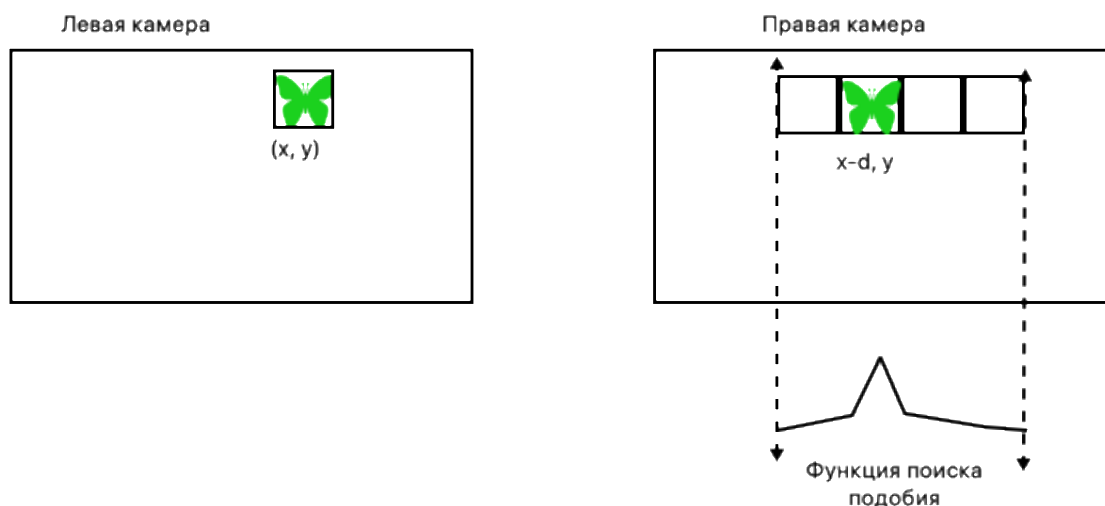 Левая камера
Правая камера
(x, y)
x-d, y
Функция поиска
подобия